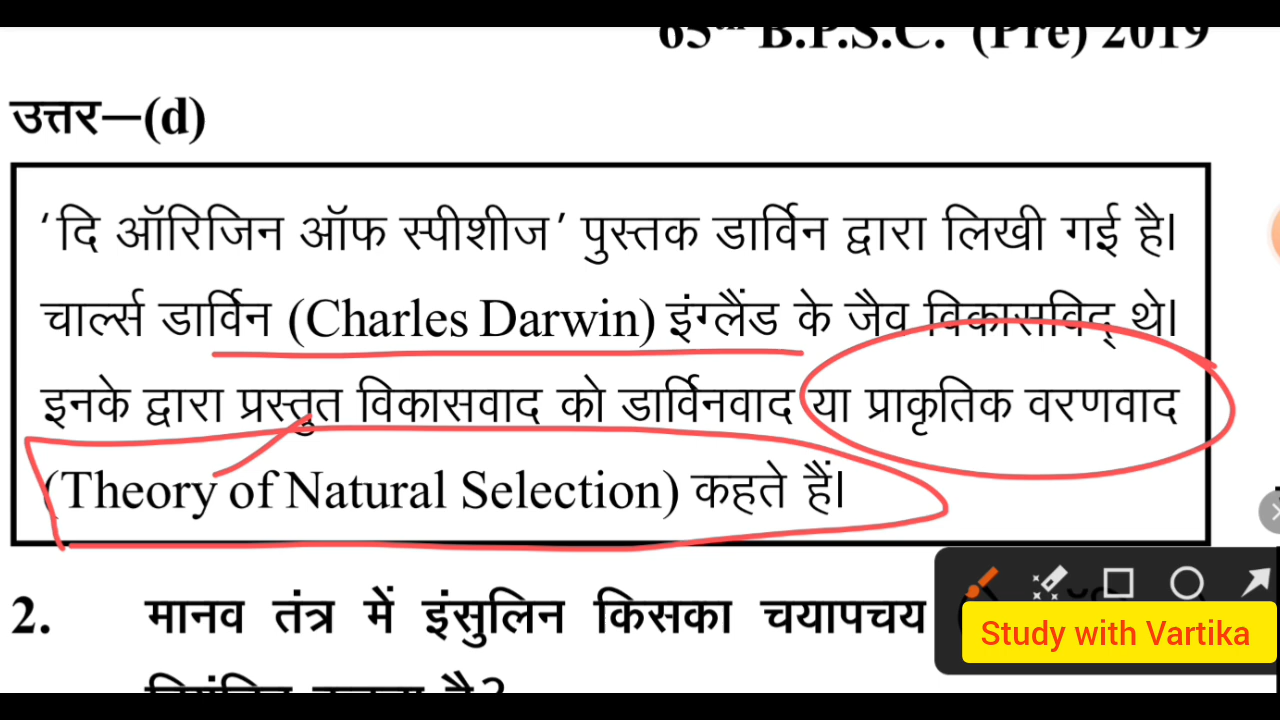 65th B.P.S.C. (Pre) 2019
उत्तर—(d)
‘दि ऑरिजिन ऑफ स्पीशीज’ पुस्तक डार्विन द्वारा लिखी गई है।
चार्ल्स डार्विन (Charles Darwin) इंग्लैंड के जैव विकासविद् थे।
इनके द्वारा प्रस्तुत विकासवाद को डार्विनवाद या प्राकृतिक वरणवाद
(Theory of Natural Selection) कहते हैं।
2. मानव तंत्र में इंसुलिन किसका चयापचय
Study with Vartika